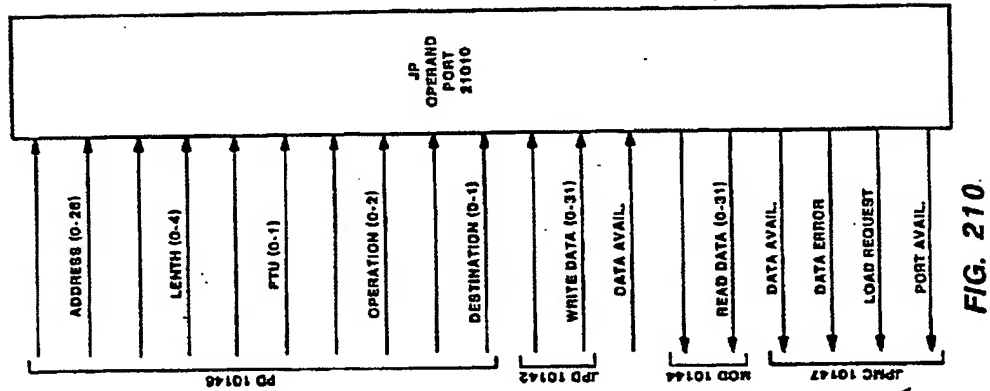 JP
OPERAND
PORT
21010
ADDRESS (0-26)
LENTH (0-4)
FTU (0-1)
OPERATION (0-2)
DESTINATION (0-1)
WRITE DATA (0-31)
DATA AVAIL.
READ DATA (0-31)
DATA AVAIL.
DATA ERROR
LOAD REQUEST
PORT AVAIL.
PD 10146
JPD 10142
MOD 10144
JPMC 10147
FIG. 210